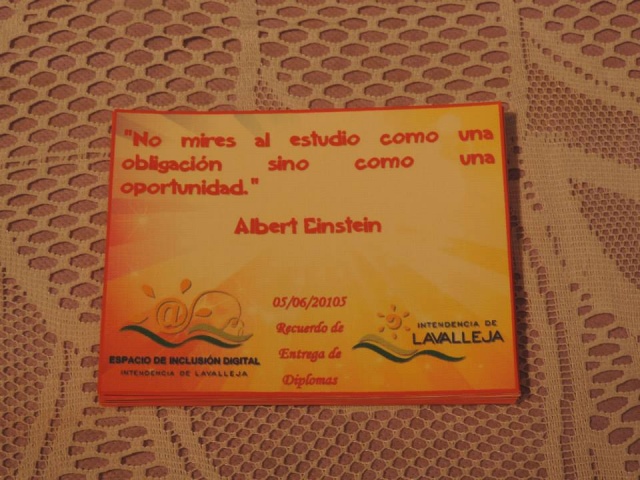 "No mires al estudio como una
obligación sino como una
oportunidad."
Albert Einstein
05/06/20105
Recuerdo de
Entrega de
Diplomas
@
ESPACIO DE INCLUSIÓN DIGITAL
INTENDENCIA DE LAVALLEJA
INTENDENCIA DE
LAVALLEJA